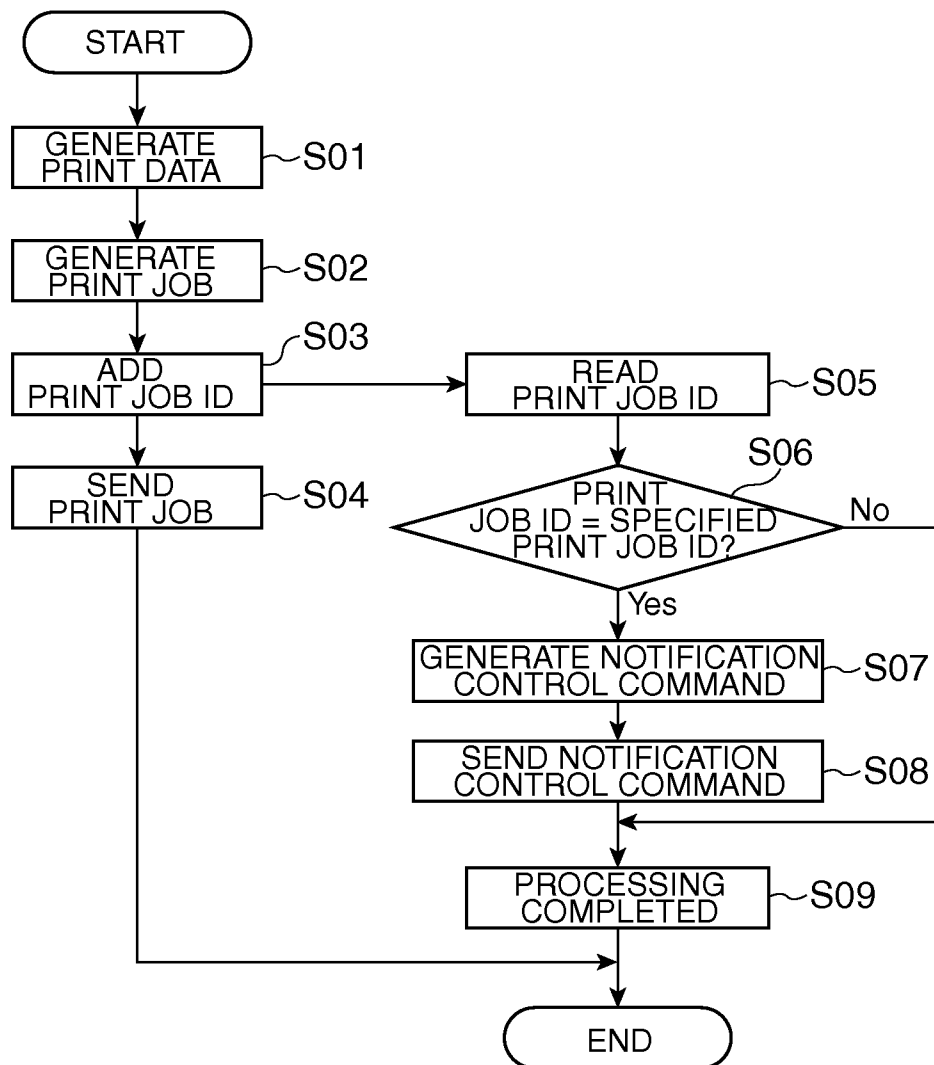 START
GENERATE
PRINT DATA
S01
GENERATE
PRINT JOB
S02
ADD
PRINT JOB ID
S03
SEND
PRINT JOB
S04
READ
PRINT JOB ID
S05
PRINT
JOB ID = SPECIFIED
PRINT JOB ID?
S06
No
Yes
GENERATE NOTIFICATION
CONTROL COMMAND
S07
SEND NOTIFICATION
CONTROL COMMAND
S08
PROCESSING
COMPLETED
S09
END